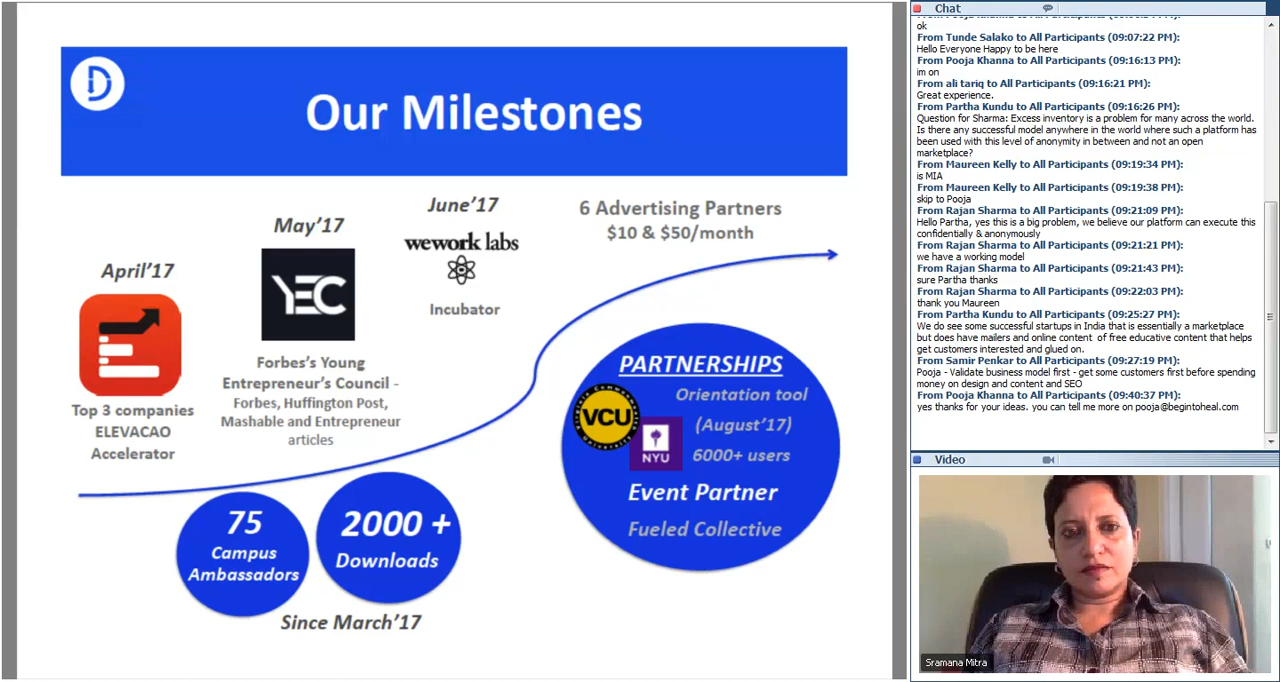 Our Milestones
April'17
Top 3 companies
ELEVACAO
Accelerator
May'17
YEC
Forbes's Young
Entrepreneur's Council -
Forbes, Huffington Post,
Mashable and Entrepreneur
articles
June'17
wework labs
Incubator
6 Advertising Partners
$10 & $50/month
75
Campus
Ambassadors
2000 +
Downloads
Since March'17
PARTNERSHIPS
VCU
NYU
Orientation tool
(August'17)
6000+ users
Event Partner
Fueled Collective
Chat
ok
From Tunde Salako to All Participants (09:07:22 PM):
Hello Everyone Happy to be here
From Pooja Khanna to All Participants (09:16:13 PM):
im on
From ali tariq to All Participants (09:16:21 PM):
Great experience.
From Partha Kundu to All Participants (09:16:26 PM):
Question for Sharma: Excess inventory is a problem for many across the world.
Is there any successful model anywhere in the world where such a platform has
been used with this level of anonymity in between and not an open
marketplace?
From Maureen Kelly to All Participants (09:19:34 PM):
is MIA
From Maureen Kelly to All Participants (09:19:38 PM):
skip to Pooja
From Rajan Sharma to All Participants (09:21:09 PM):
Hello Partha, yes this is a big problem, we believe our platform can execute this
confidentially & anonymously
From Rajan Sharma to All Participants (09:21:21 PM):
we have a working model
From Rajan Sharma to All Participants (09:21:43 PM):
sure Partha thanks
From Rajan Sharma to All Participants (09:22:03 PM):
thank you Maureen
From Partha Kundu to All Participants (09:25:27 PM):
We do see some successful startups in India that is essentially a marketplace
but does have mailers and online content of free educative content that helps
get customers interested and glued on.
From Samir Penkar to All Participants (09:27:19 PM):
Pooja - Validate business model first - get some customers first before spending
money on design and content and SEO
From Pooja Khanna to All Participants (09:40:37 PM):
yes thanks for your ideas. you can tell me more on pooja@begintoheal.com
Video
Sramana Mitra